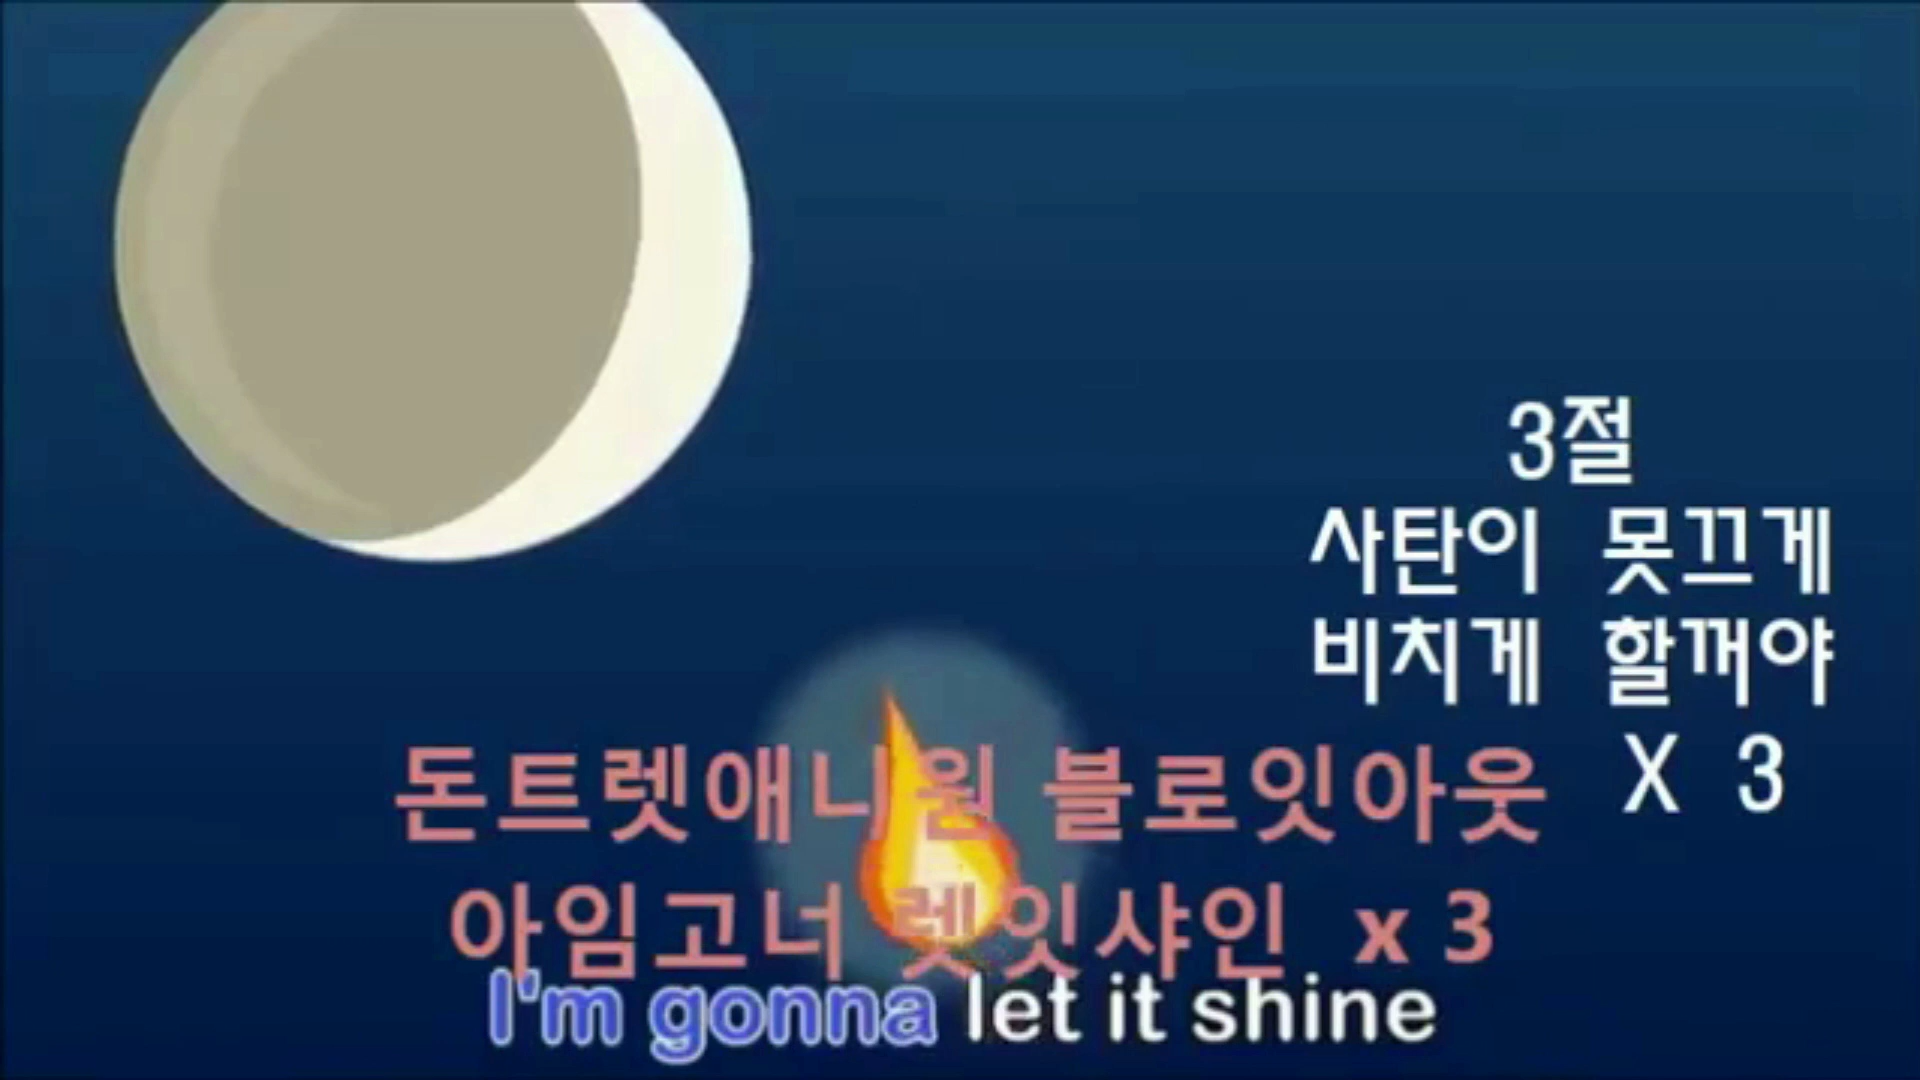 3절
사탄이 못끄게
비치게 할꺼야
X 3
돈트렛애니원 블로잇아웃
아임고너 렛잇샤인 x 3
I'm gonna let it shine